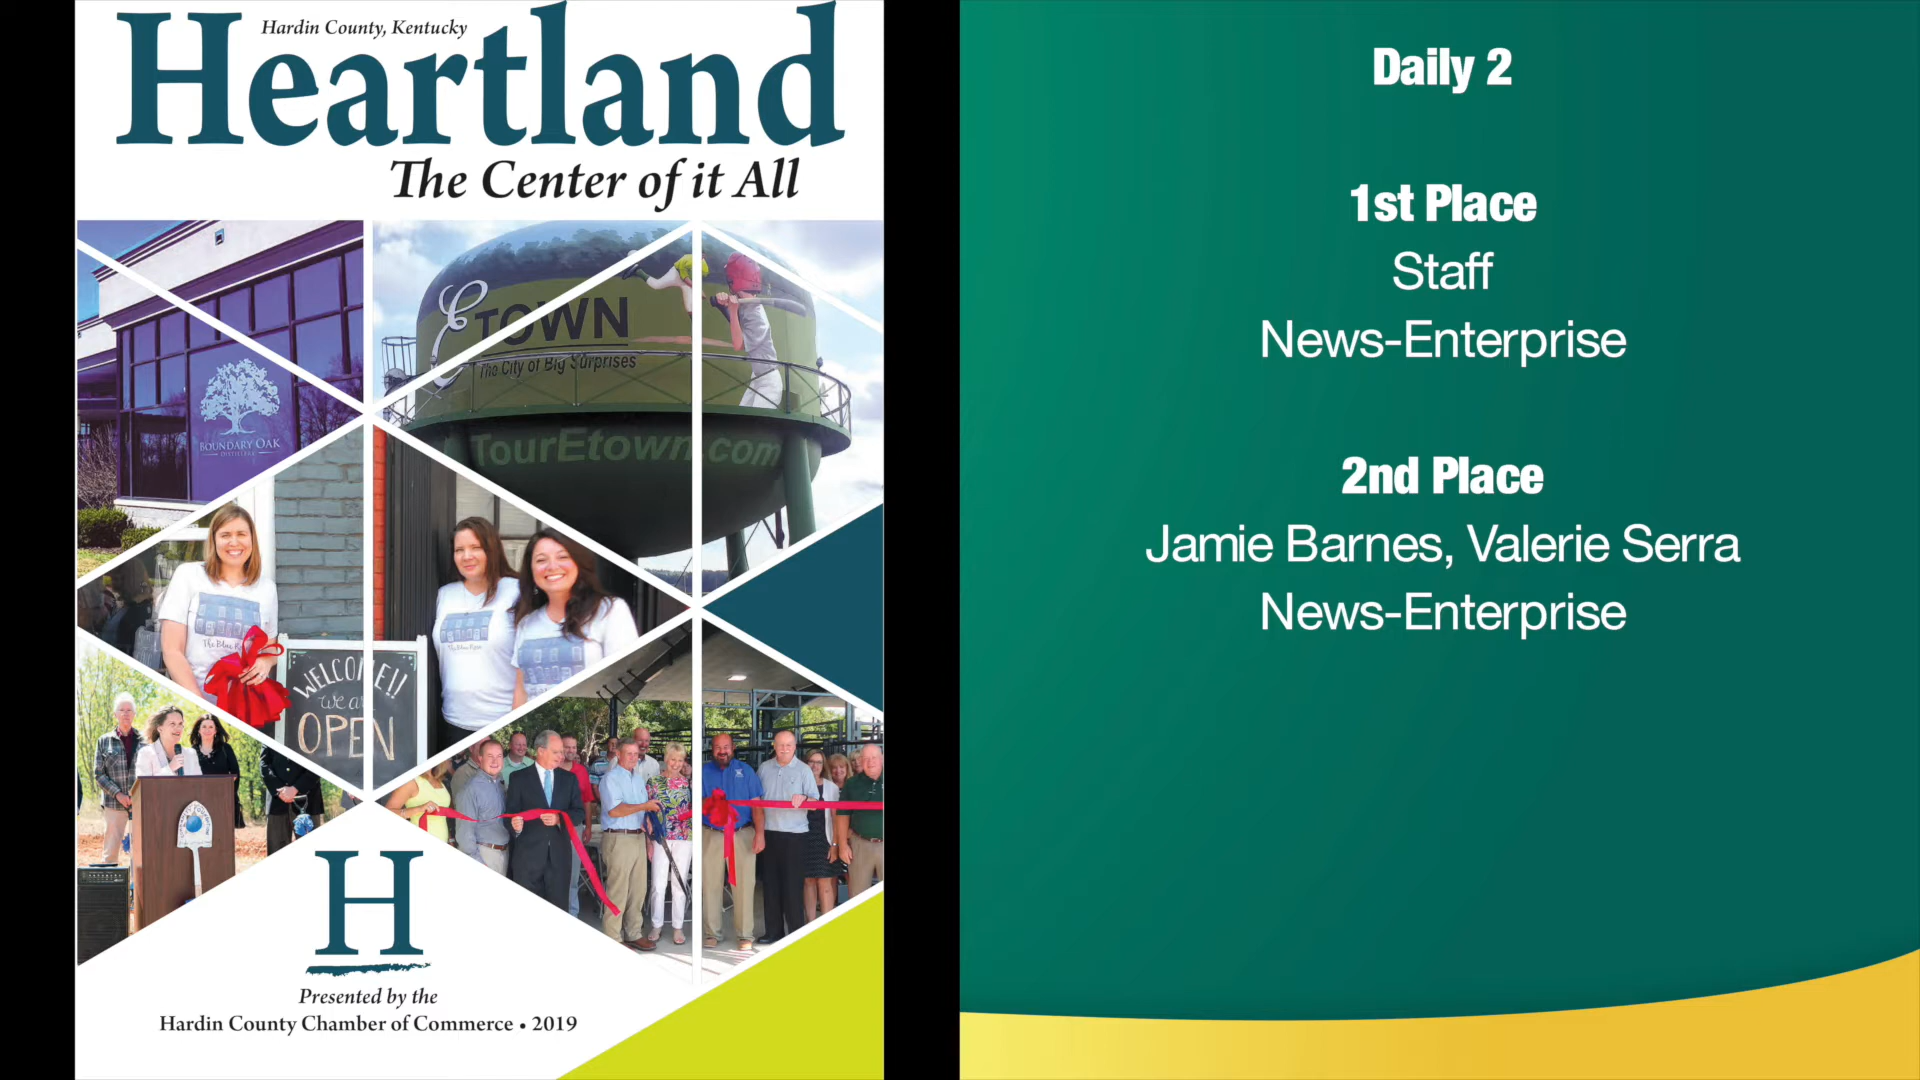 Hardin County, Kentucky
Heartland
The Center of it All
BOUNDARY OAK
DISTILLERY
ETOWN
The City of Big Surprises
TourEtown.com
WELCOME!!
we are
OPEN
H
Presented by the
Hardin County Chamber of Commerce • 2019
Daily 2
1st Place
Staff
News-Enterprise
2nd Place
Jamie Barnes, Valerie Serra
News-Enterprise